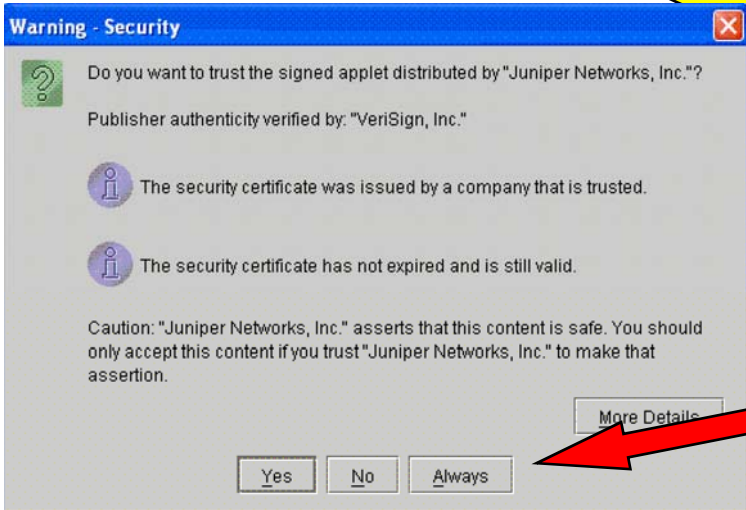 Warning - Security
Do you want to trust the signed applet distributed by "Juniper Networks, Inc."?
Publisher authenticity verified by: "VeriSign, Inc."
The security certificate was issued by a company that is trusted.
The security certificate has not expired and is still valid.
Caution: "Juniper Networks, Inc." asserts that this content is safe. You should
only accept this content if you trust "Juniper Networks, Inc." to make that
assertion.
More Details
Yes No Always